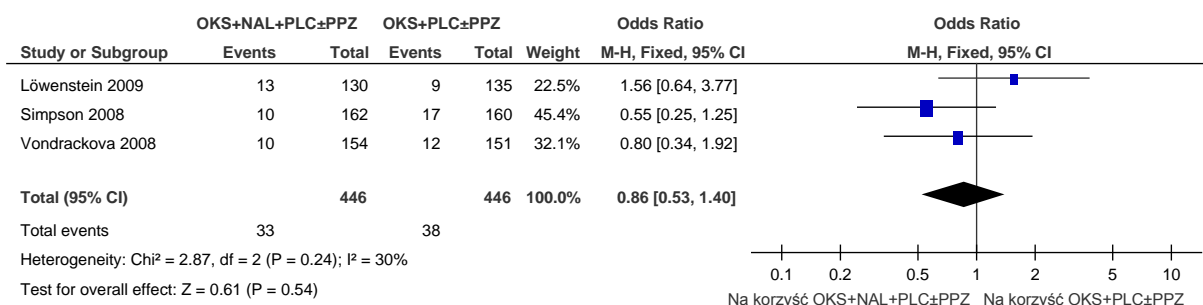 OKS+NAL+PLC±PPZ OKS+PLC±PPZ Odds Ratio Odds Ratio
Study or Subgroup Events Total Events Total Weight M-H, Fixed, 95% CI M-H, Fixed, 95% CI
Löwenstein 2009 13 130 9 135 22.5% 1.56 [0.64, 3.77]
Simpson 2008 10 162 17 160 45.4% 0.55 [0.25, 1.25]
Vondrackova 2008 10 154 12 151 32.1% 0.80 [0.34, 1.92]
Total (95% CI) 446 446 100.0% 0.86 [0.53, 1.40]
Total events 33 38
Heterogeneity: Chi² = 2.87, df = 2 (P = 0.24); I² = 30%
Test for overall effect: Z = 0.61 (P = 0.54)
0.1 0.2 0.5 1 2 5 10
Na korzyść OKS+NAL+PLC±PPZ Na korzyść OKS+PLC±PPZ